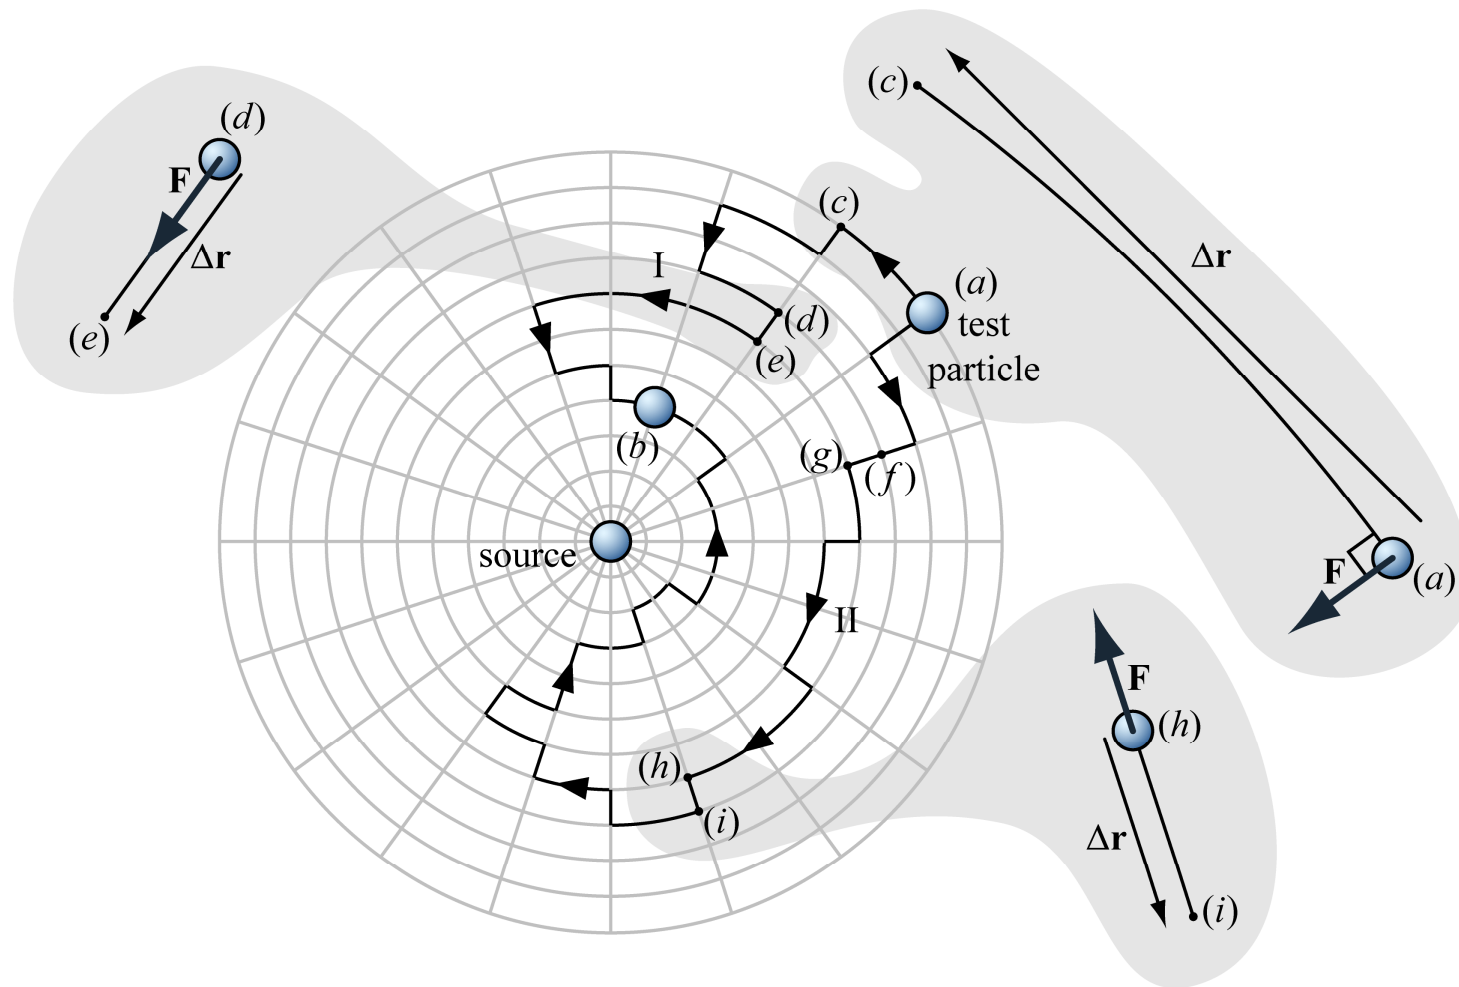 (d)
F
Δr
(e)
(c)
Δr
F
(a)
(c)
(a)
test
particle
I
(d)
(e)
(b)
(g)
(f)
source
II
(h)
(i)
F
(h)
Δr
(i)